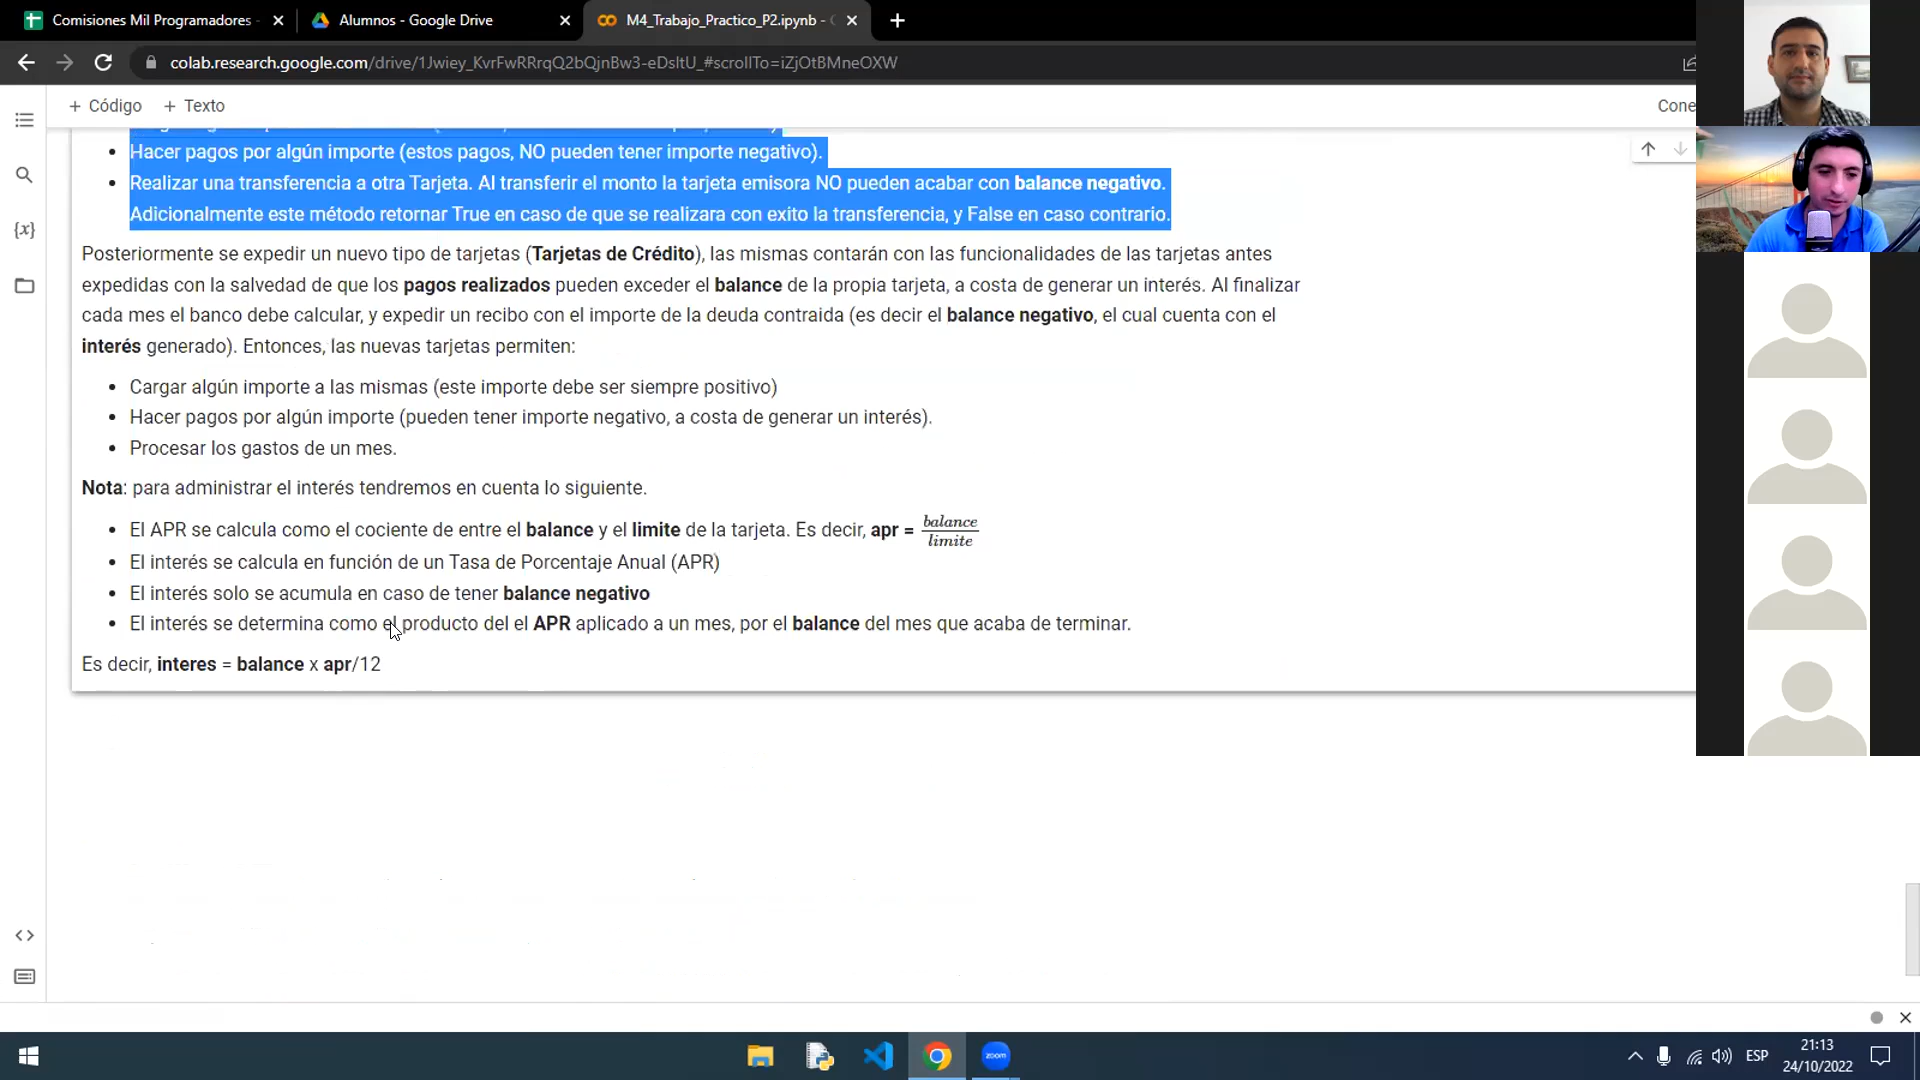 Comisiones Mil Programadores
Alumnos - Google Drive
M4_Trabajo_Practico_P2.ipynb -
colab.research.google.com/drive/1Jwiey_KvrFwRRrqQ2bQjnBw3-eDsltU_#scrollTo=iZjOtBMneOXW
+ Código + Texto
Cone
Hacer pagos por algún importe (estos pagos, NO pueden tener importe negativo).
Realizar una transferencia a otra Tarjeta. Al transferir el monto la tarjeta emisora NO pueden acabar con balance negativo.
Adicionalmente este método retornar True en caso de que se realizara con exito la transferencia, y False en caso contrario.
Posteriormente se expedir un nuevo tipo de tarjetas (Tarjetas de Crédito), las mismas contarán con las funcionalidades de las tarjetas antes
expedidas con la salvedad de que los pagos realizados pueden exceder el balance de la propia tarjeta, a costa de generar un interés. Al finalizar
cada mes el banco debe calcular, y expedir un recibo con el importe de la deuda contraida (es decir el balance negativo, el cual cuenta con el
interés generado). Entonces, las nuevas tarjetas permiten:
Cargar algún importe a las mismas (este importe debe ser siempre positivo)
Hacer pagos por algún importe (pueden tener importe negativo, a costa de generar un interés).
Procesar los gastos de un mes.
Nota: para administrar el interés tendremos en cuenta lo siguiente.
El APR se calcula como el cociente de entre el balance y el limite de la tarjeta. Es decir, apr = balance
limite
El interés se calcula en función de un Tasa de Porcentaje Anual (APR)
El interés solo se acumula en caso de tener balance negativo
El interés se determina como el producto del el APR aplicado a un mes, por el balance del mes que acaba de terminar.
Es decir, interes = balance x apr/12
zoom
ESP
21:13
24/10/2022